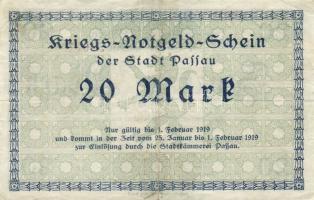 Kriegs-Notgeld-Schein
der Stadt Passau
20 Mark
Nur gültig bis 1. Februar 1919
und kommt in der Zeit vom 25. Januar bis 1. Februar 1919
zur Einlösung durch die Stadtkämmerei Passau.